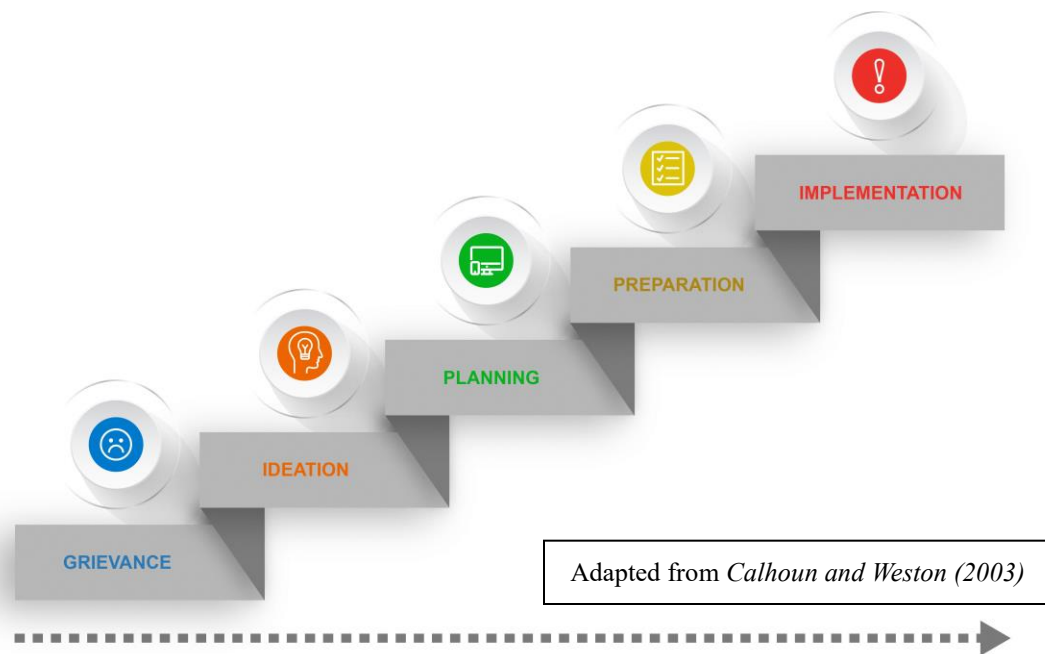 IMPLEMENTATION
PREPARATION
PLANNING
IDEATION
GRIEVANCE
Adapted from Calhoun and Weston (2003)